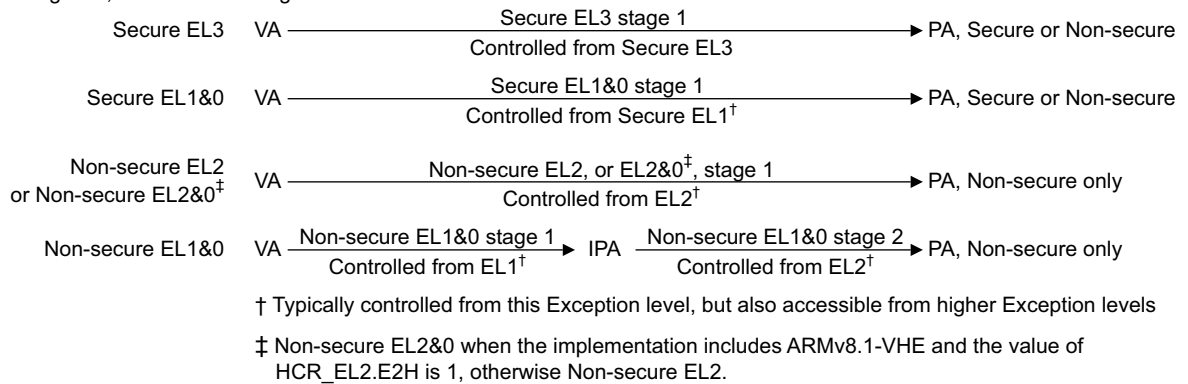 Secure EL3 VA Secure EL3 stage 1 PA, Secure or Non-secure
Controlled from Secure EL3
Secure EL1&0 VA Secure EL1&0 stage 1 PA, Secure or Non-secure
Controlled from Secure EL1†
Non-secure EL2
or Non-secure EL2&0‡ VA Non-secure EL2, or EL2&0‡, stage 1 PA, Non-secure only
Controlled from EL2†
Non-secure EL1&0 VA Non-secure EL1&0 stage 1 IPA Non-secure EL1&0 stage 2 PA, Non-secure only
Controlled from EL1† Controlled from EL2†
† Typically controlled from this Exception level, but also accessible from higher Exception levels
‡ Non-secure EL2&0 when the implementation includes ARMv8.1-VHE and the value of
HCR_EL2.E2H is 1, otherwise Non-secure EL2.